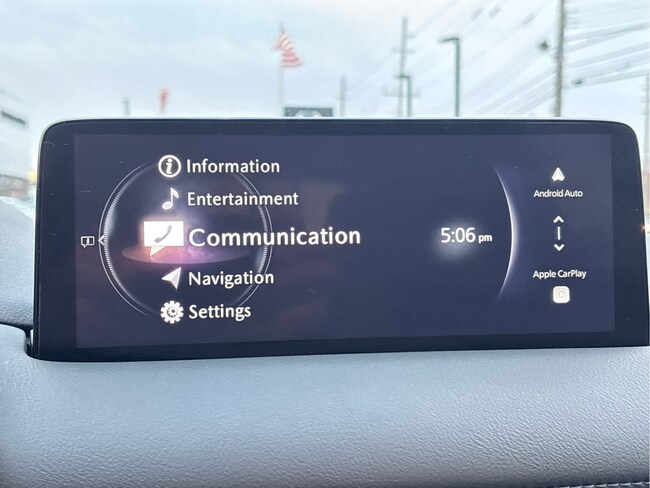 Information
Entertainment
Communication
Navigation
Settings
5:06 pm
Android Auto
Apple CarPlay